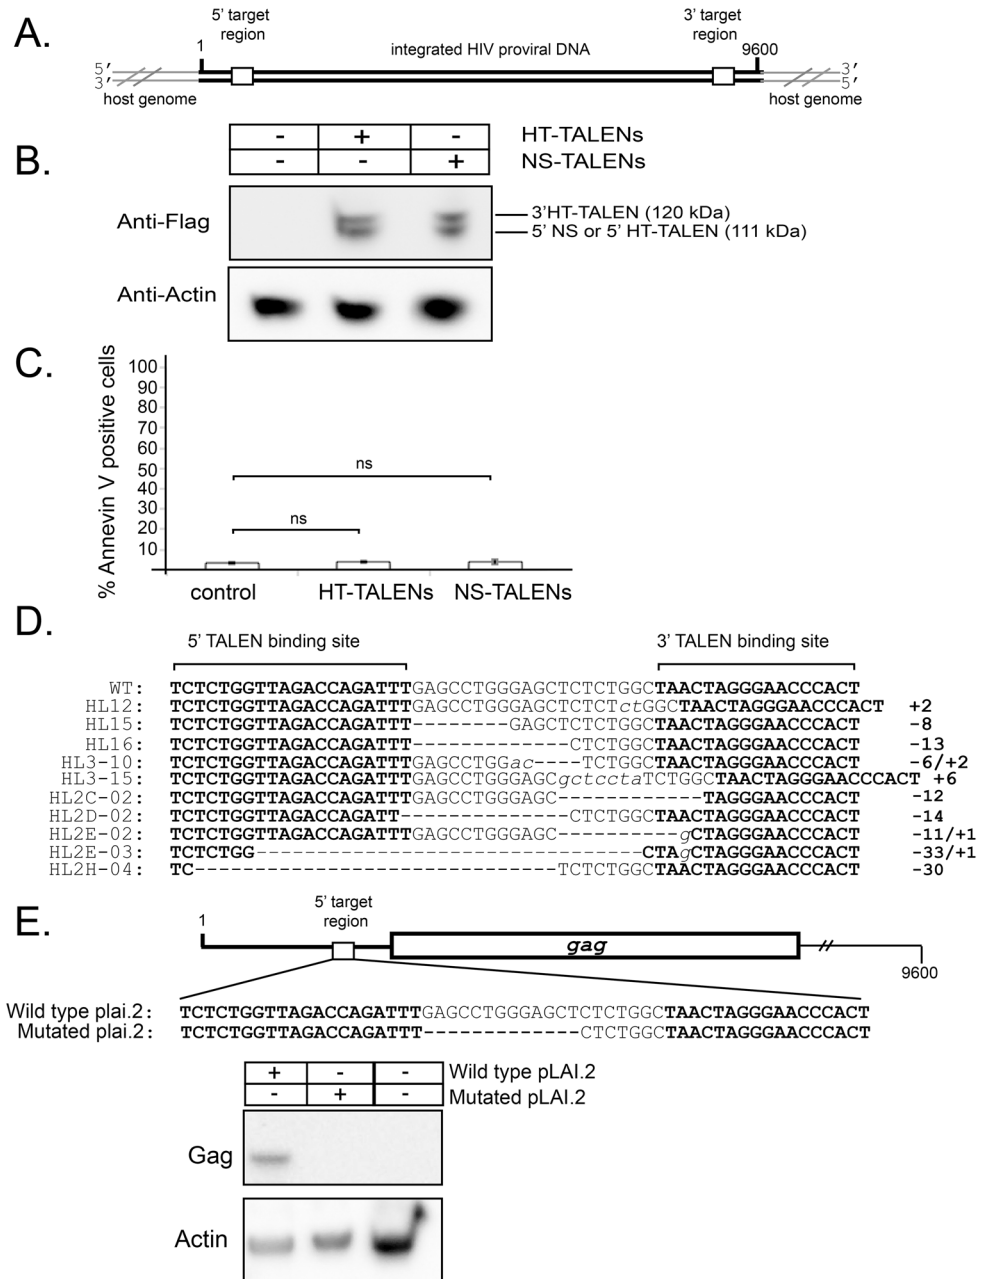 A.
5’ target region
3’ target region
1
integrated HIV proviral DNA
9600
5′
3′
3′
5′
host genome
host genome
B.
- + - HT-TALENs
- - + NS-TALENs
Anti-Flag
3’HT-TALEN (120 kDa)
5’ NS or 5’ HT-TALEN (111 kDa)
Anti-Actin
C.
% Annevin V positive cells
100
90
80
70
60
50
40
30
20
10
ns
ns
control HT-TALENs NS-TALENs
D.
5’ TALEN binding site 3’ TALEN binding site
WT: TCTCTGGTTAGACCAGATTTGAGCCTGGGAGCTCTCTGGCTAACTAGGGAACCCACT
HL12: TCTCTGGTTAGACCAGATTTGAGCCTGGGAGCTCTCTctGGCTAACTAGGGAACCCACT +2
HL15: TCTCTGGTTAGACCAGATTT--------GAGCTCTCTGGCTAACTAGGGAACCCACT -8
HL16: TCTCTGGTTAGACCAGATTT-------------CTCTGGCTAACTAGGGAACCCACT -13
HL3-10: TCTCTGGTTAGACCAGATTTGAGCCTGGac----TCTGGCTAACTAGGGAACCCACT -6/+2
HL3-15: TCTCTGGTTAGACCAGATTTGAGCCTGGGAGCgctcctaTCTGGCTAACTAGGGAACCCACT +6
HL2C-02: TCTCTGGTTAGACCAGATTTGAGCCTGGGAGC------------TAGGGAACCCACT -12
HL2D-02: TCTCTGGTTAGACCAGATT--------------CTCTGGCTAACTAGGGAACCCACT -14
HL2E-02: TCTCTGGTTAGACCAGATTTGAGCCTGGGAGC----------gCTAGGGAACCCACT -11/+1
HL2E-03: TCTCTGG--------------------------------CTAgCTAGGGAACCCACT -33/+1
HL2H-04: TC------------------------------TCTCTGGCTAACTAGGGAACCCACT -30
E.
1
5’ target region
gag
9600
Wild type plai.2: TCTCTGGTTAGACCAGATTTGAGCCTGGGAGCTCTCTGGCTAACTAGGGAACCCACT
Mutated plai.2: TCTCTGGTTAGACCAGATTT-------------CTCTGGCTAACTAGGGAACCCACT
+ - - Wild type pLAI.2
- + - Mutated pLAI.2
Gag
Actin